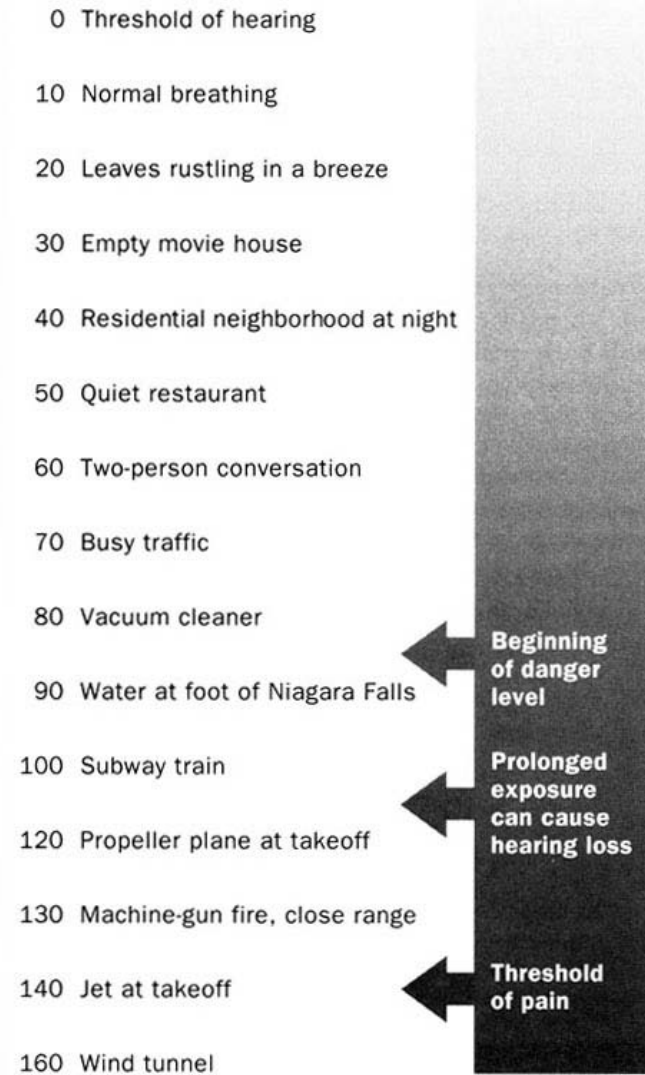 0 Threshold of hearing
10 Normal breathing
20 Leaves rustling in a breeze
30 Empty movie house
40 Residential neighborhood at night
50 Quiet restaurant
60 Two-person conversation
70 Busy traffic
80 Vacuum cleaner
Beginning
of danger
level
90 Water at foot of Niagara Falls
100 Subway train
Prolonged
exposure
can cause
hearing loss
120 Propeller plane at takeoff
130 Machine-gun fire, close range
140 Jet at takeoff
Threshold
of pain
160 Wind tunnel